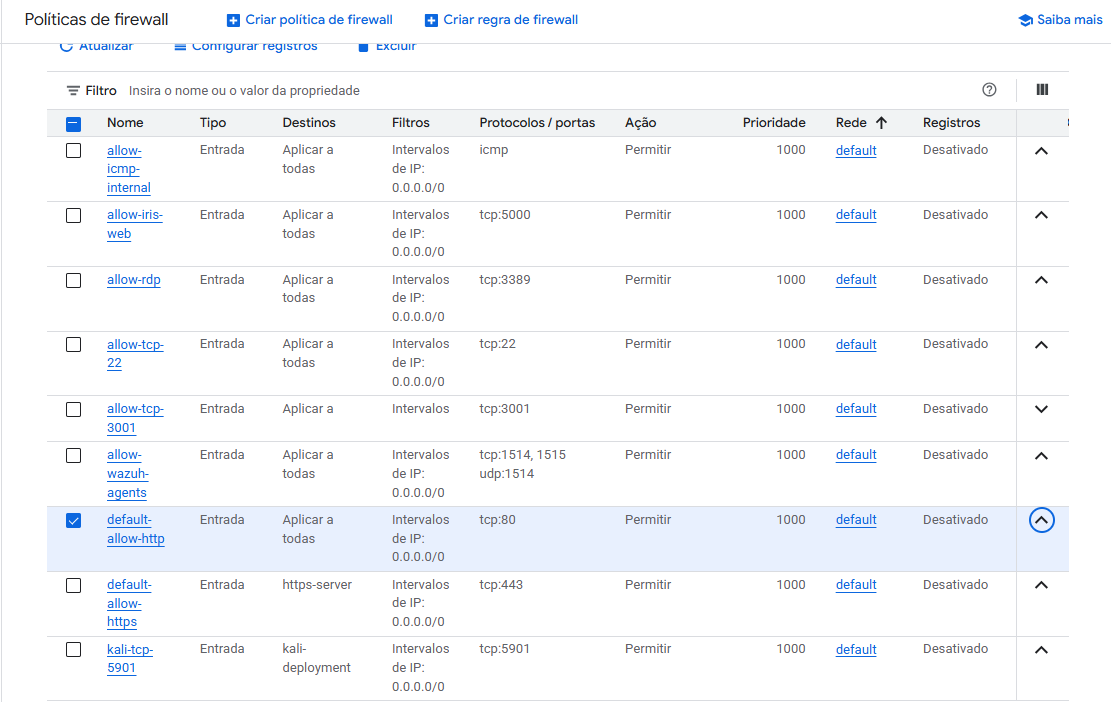 Políticas de firewall
Criar política de firewall
Criar regra de firewall
Saiba mais
Atualizar
Configurar registros
Excluir
Filtro
Insira o nome ou o valor da propriedade
Nome
Tipo
Destinos
Filtros
Protocolos / portas
Ação
Prioridade
Rede
Registros
allow-
icmp-
internal
Entrada
Aplicar a
todas
Intervalos
de IP:
0.0.0.0/0
icmp
Permitir
1000
default
Desativado
allow-iris-
web
Entrada
Aplicar a
todas
Intervalos
de IP:
0.0.0.0/0
tcp:5000
Permitir
1000
default
Desativado
allow-rdp
Entrada
Aplicar a
todas
Intervalos
de IP:
0.0.0.0/0
tcp:3389
Permitir
1000
default
Desativado
allow-tcp-
22
Entrada
Aplicar a
todas
Intervalos
de IP:
0.0.0.0/0
tcp:22
Permitir
1000
default
Desativado
allow-tcp-
3001
Entrada
Aplicar a
Intervalos
tcp:3001
Permitir
1000
default
Desativado
allow-
wazuh-
agents
Entrada
Aplicar a
todas
Intervalos
de IP:
0.0.0.0/0
tcp:1514, 1515
udp:1514
Permitir
1000
default
Desativado
default-
allow-http
Entrada
Aplicar a
todas
Intervalos
de IP:
0.0.0.0/0
tcp:80
Permitir
1000
default
Desativado
default-
allow-
https
Entrada
https-server
Intervalos
de IP:
0.0.0.0/0
tcp:443
Permitir
1000
default
Desativado
kali-tcp-
5901
Entrada
kali-
deployment
Intervalos
de IP:
0.0.0.0/0
tcp:5901
Permitir
1000
default
Desativado